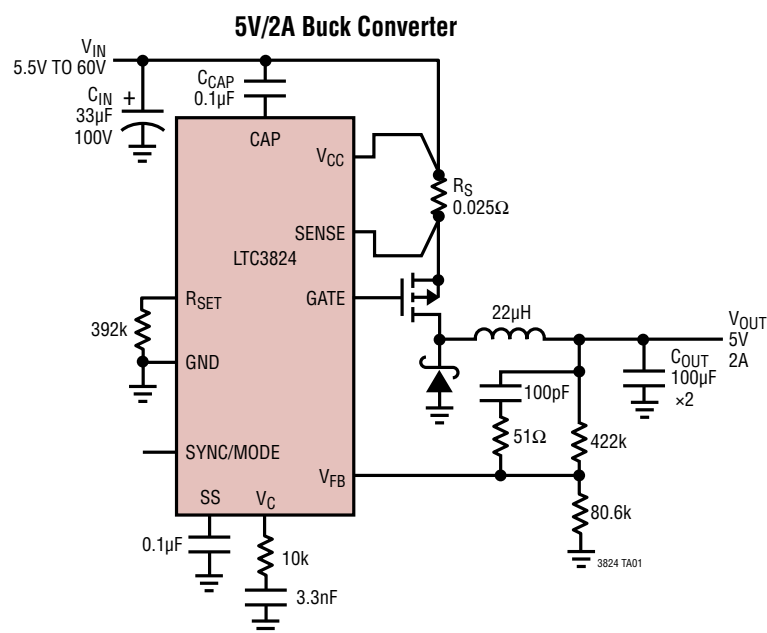 5V/2A Buck Converter
VIN
5.5V TO 60V
CIN
33µF
100V
+
CCAP
0.1µF
CAP
VCC
RS
0.025Ω
SENSE
LTC3824
RSET
GATE
392k
GND
22µH
VOUT
5V
2A
COUT
100µF
×2
100pF
51Ω
422k
SYNC/MODE
VFB
SS
VC
80.6k
0.1µF
10k
3.3nF
3824 TA01